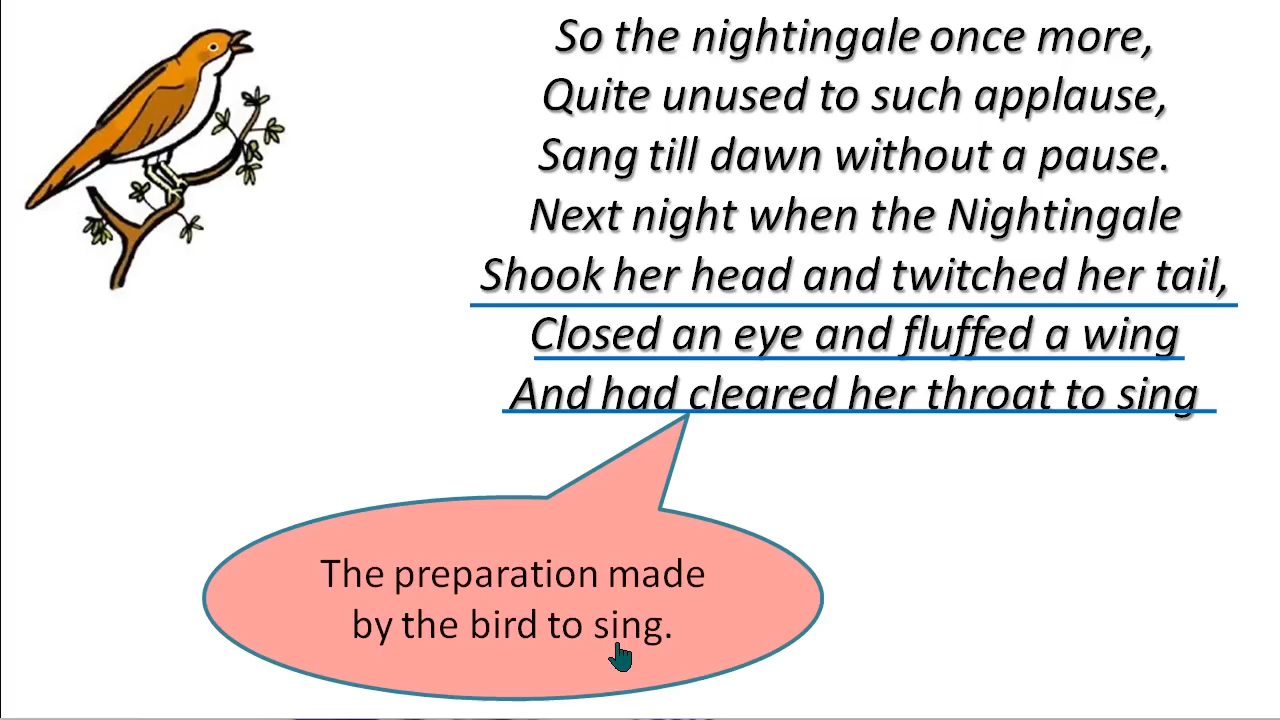 So the nightingale once more,
Quite unused to such applause,
Sang till dawn without a pause.
Next night when the Nightingale
Shook her head and twitched her tail,
Closed an eye and fluffed a wing
And had cleared her throat to sing
The preparation made
by the bird to sing.